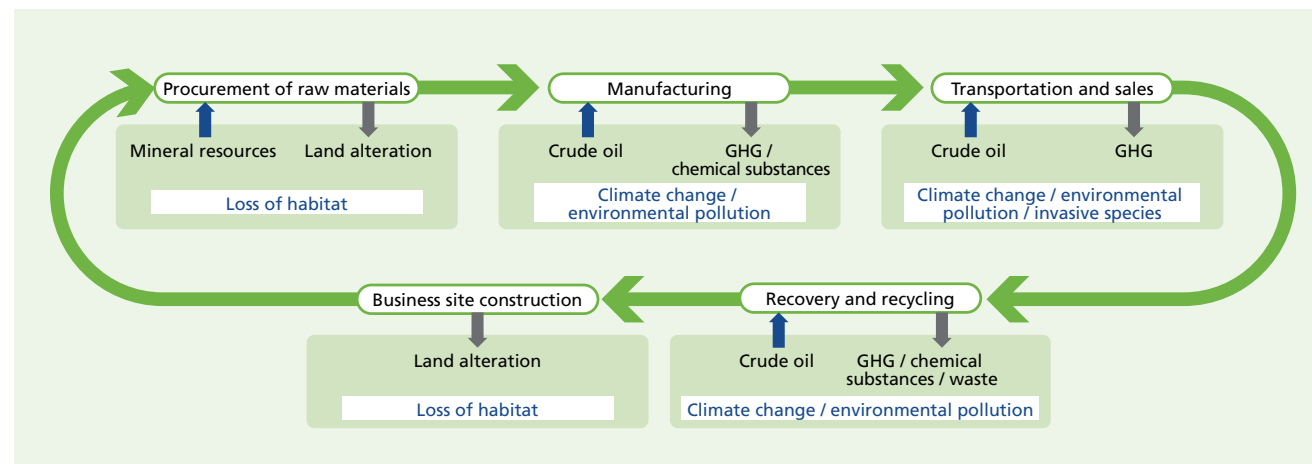 Procurement of raw materials
Manufacturing
Transportation and sales
Mineral resources
Land alteration
Loss of habitat
Crude oil
GHG /
chemical substances
Climate change /
environmental pollution
Crude oil
GHG
Climate change / environmental
pollution / invasive species
Business site construction
Recovery and recycling
Land alteration
Loss of habitat
Crude oil
GHG / chemical
substances / waste
Climate change / environmental pollution